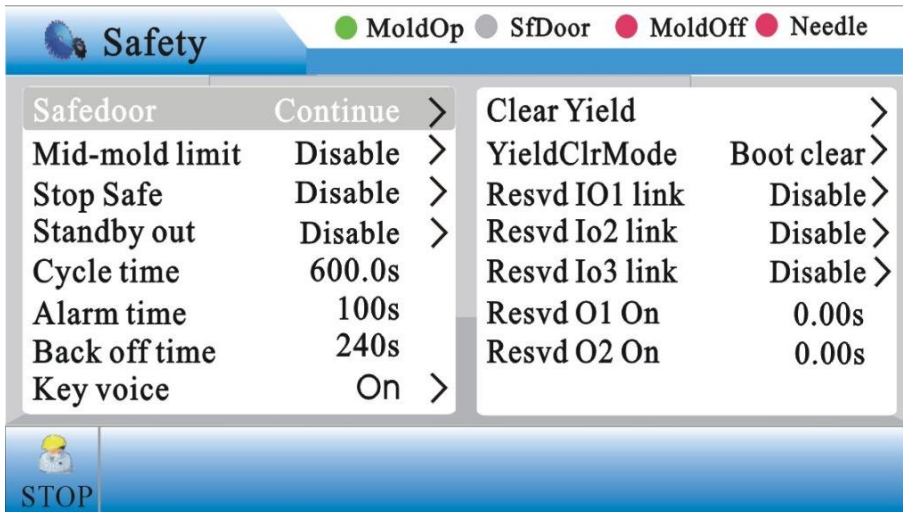 Safety
MoldOp SfDoor MoldOff Needle
Safedoor Continue >
Mid-mold limit Disable >
Stop Safe Disable >
Standby out Disable >
Cycle time 600.0s
Alarm time 100s
Back off time 240s
Key voice On >
Clear Yield >
YieldClrMode Boot clear >
Resvd IO1 link Disable >
Resvd Io2 link Disable >
Resvd Io3 link Disable >
Resvd O1 On 0.00s
Resvd O2 On 0.00s
STOP